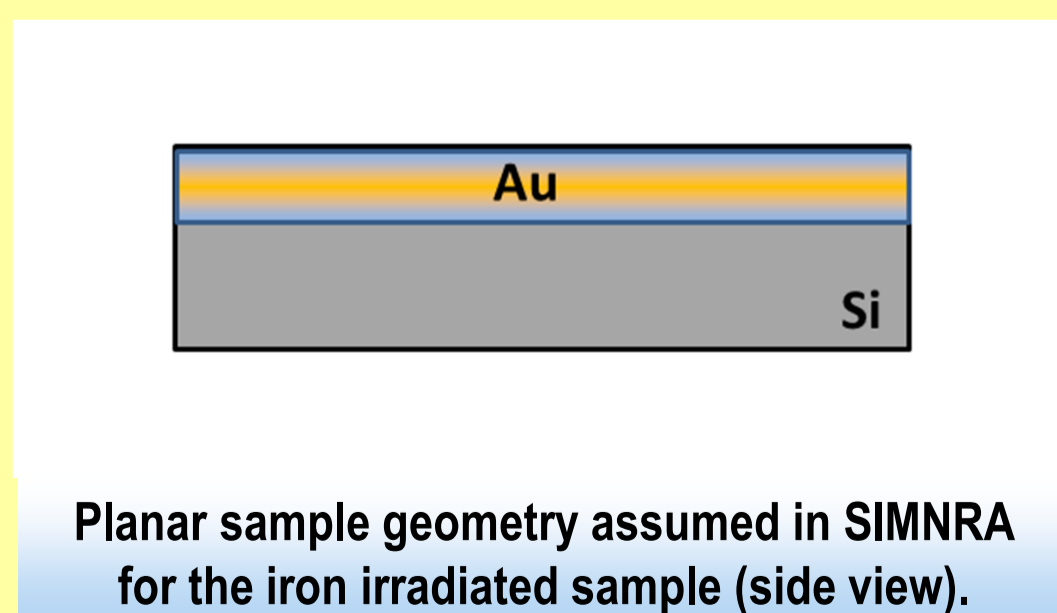 Au
Si
Planar sample geometry assumed in SIMNRA
for the iron irradiated sample (side view).